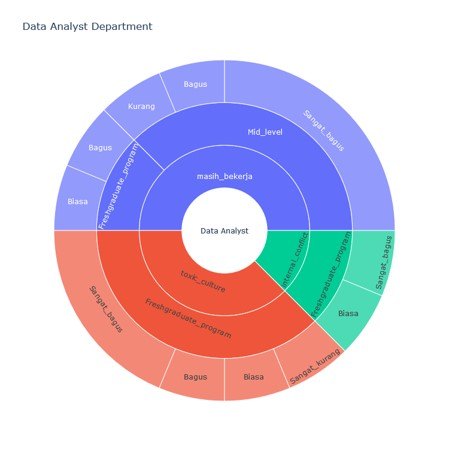 Data Analyst Department
Bagus
Kurang
Sangat_bagus
Mid_level
Bagus
Freshgraduate_program
masih_bekerja
Biasa
Data Analyst
internal_conflict
Freshgraduate_program
Sangat_bagus
Biasa
toxic_culture
Freshgraduate_program
Sangat_bagus
Bagus
Biasa
Sangat_kurang